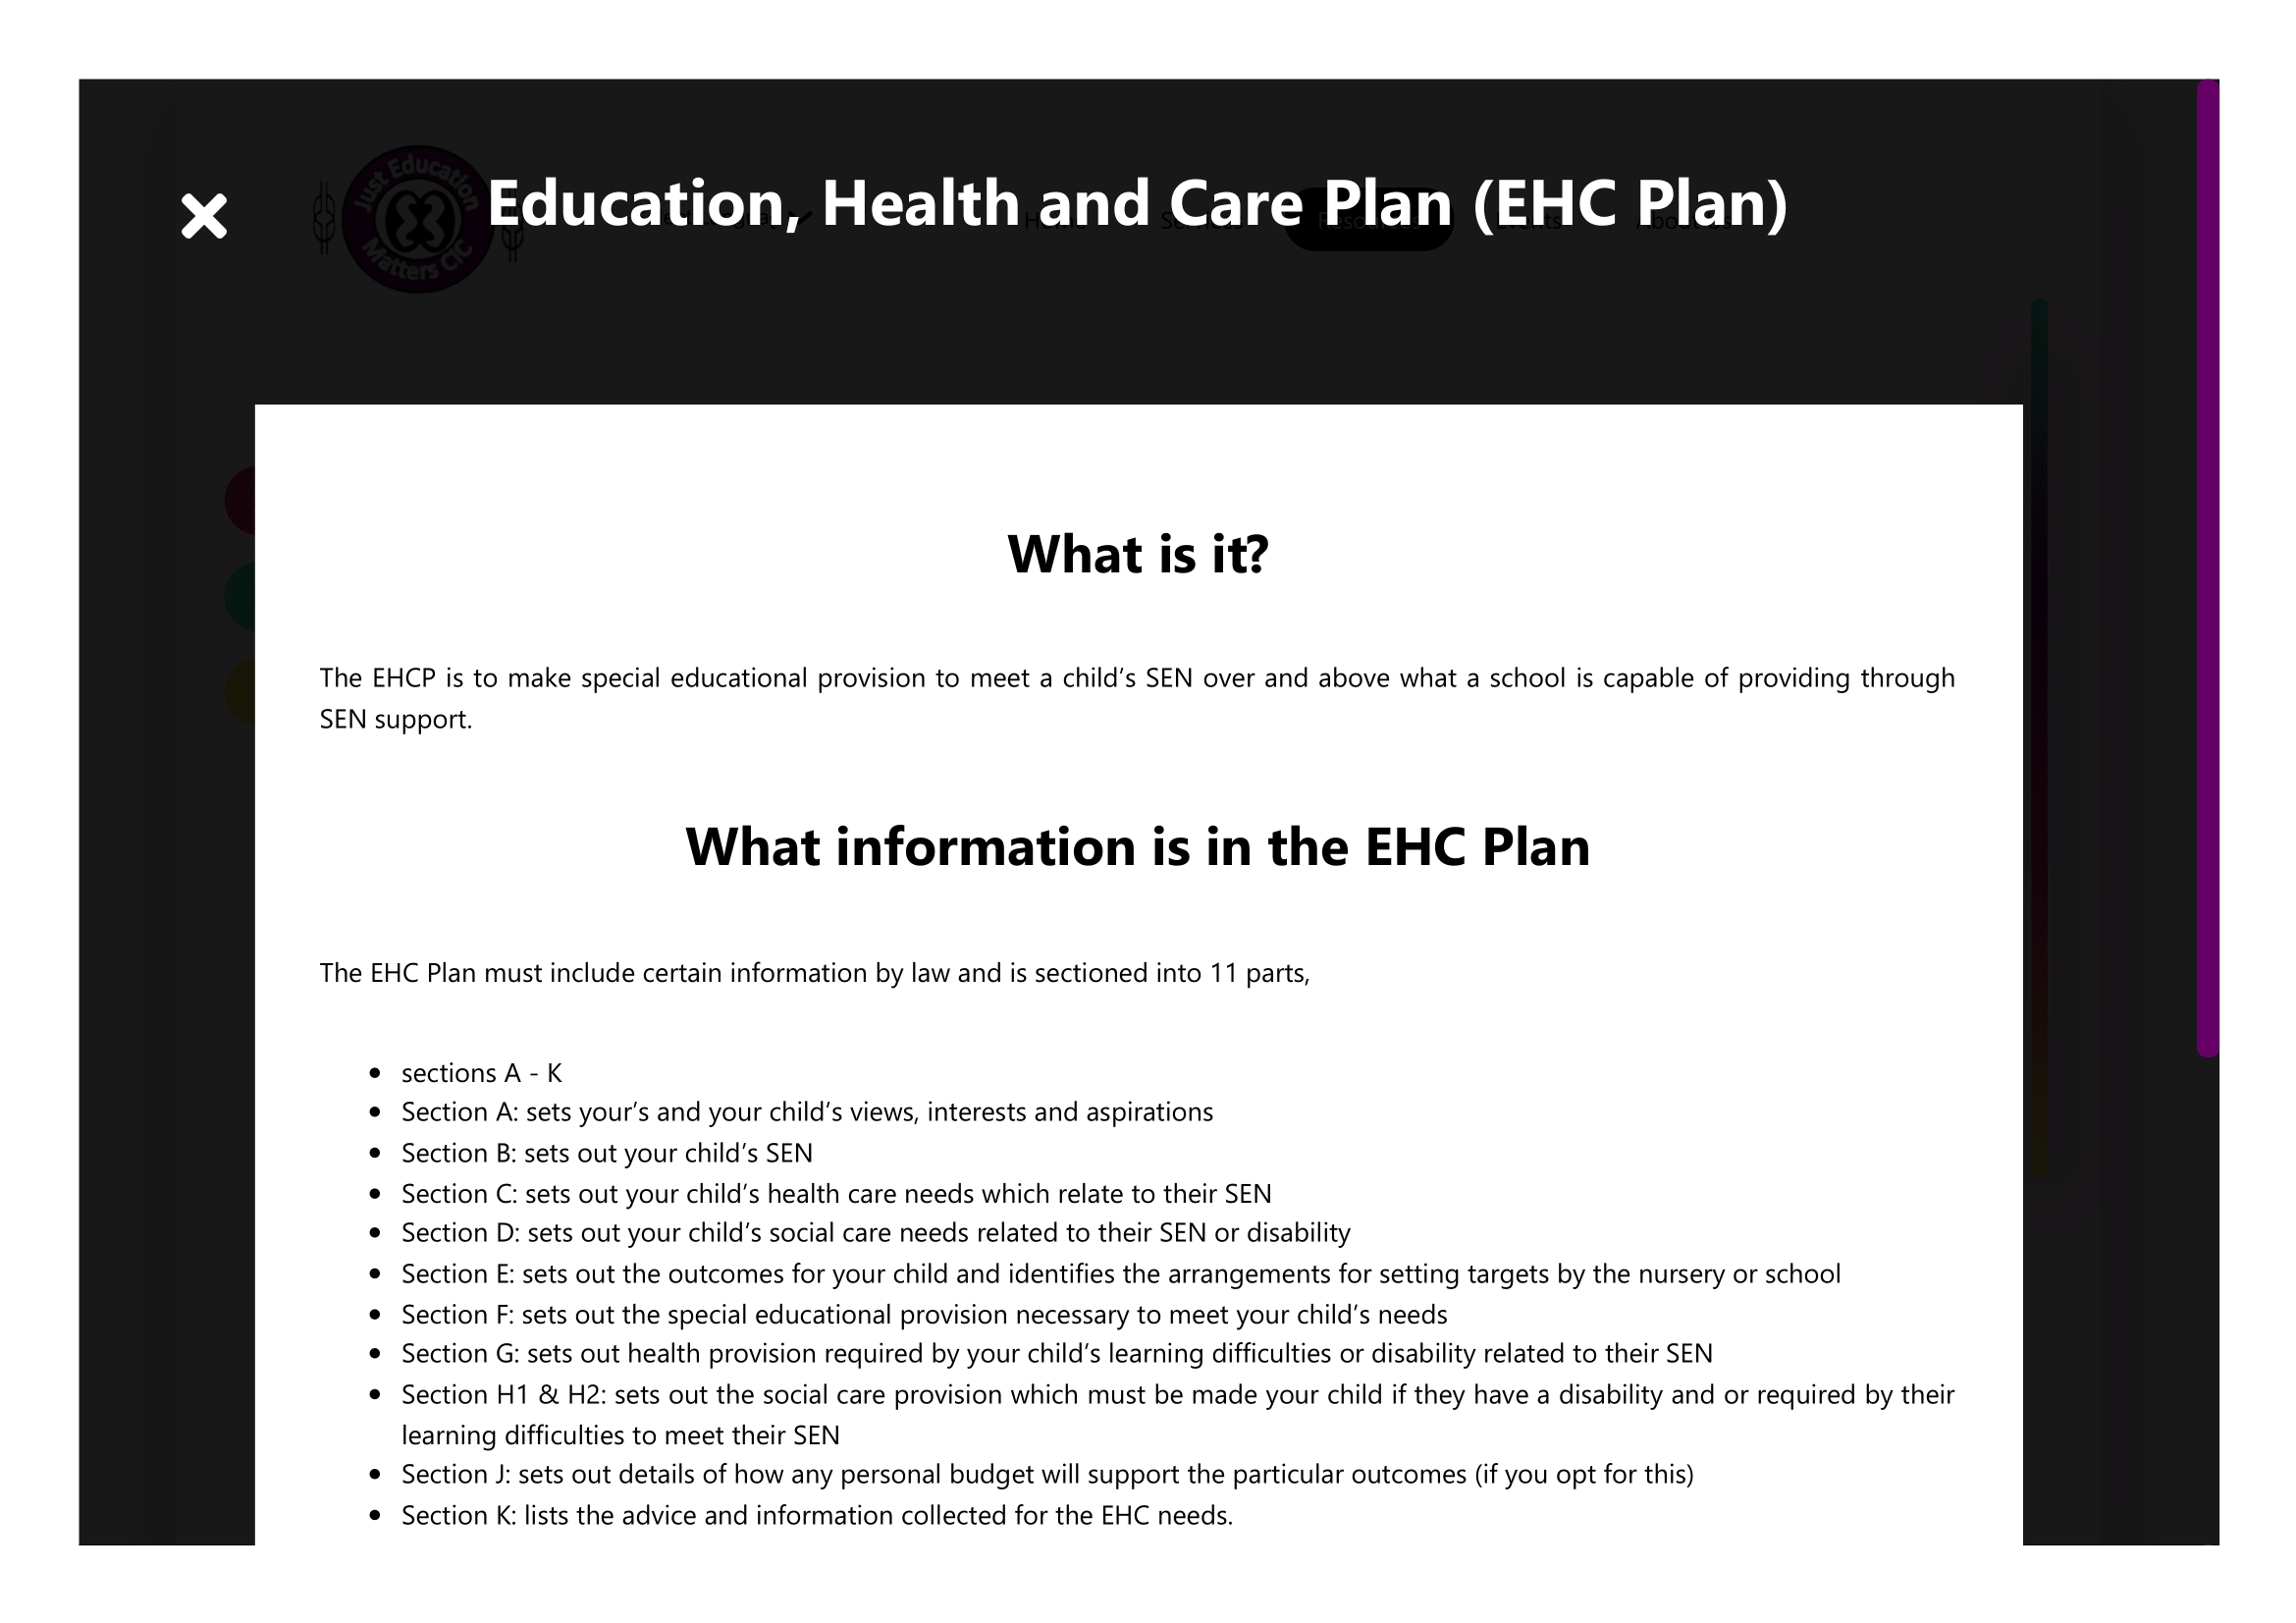 Just Education
Matters CIC
Education, Health and Care Plan (EHC Plan)
What is it?
The EHCP is to make special educational provision to meet a child’s SEN over and above what a school is capable of providing through
SEN support.
What information is in the EHC Plan
The EHC Plan must include certain information by law and is sectioned into 11 parts,
• sections A - K
• Section A: sets your’s and your child’s views, interests and aspirations
• Section B: sets out your child’s SEN
• Section C: sets out your child’s health care needs which relate to their SEN
• Section D: sets out your child’s social care needs related to their SEN or disability
• Section E: sets out the outcomes for your child and identifies the arrangements for setting targets by the nursery or school
• Section F: sets out the special educational provision necessary to meet your child’s needs
• Section G: sets out health provision required by your child’s learning difficulties or disability related to their SEN
• Section H1 & H2: sets out the social care provision which must be made your child if they have a disability and or required by their
learning difficulties to meet their SEN
• Section J: sets out details of how any personal budget will support the particular outcomes (if you opt for this)
• Section K: lists the advice and information collected for the EHC needs.